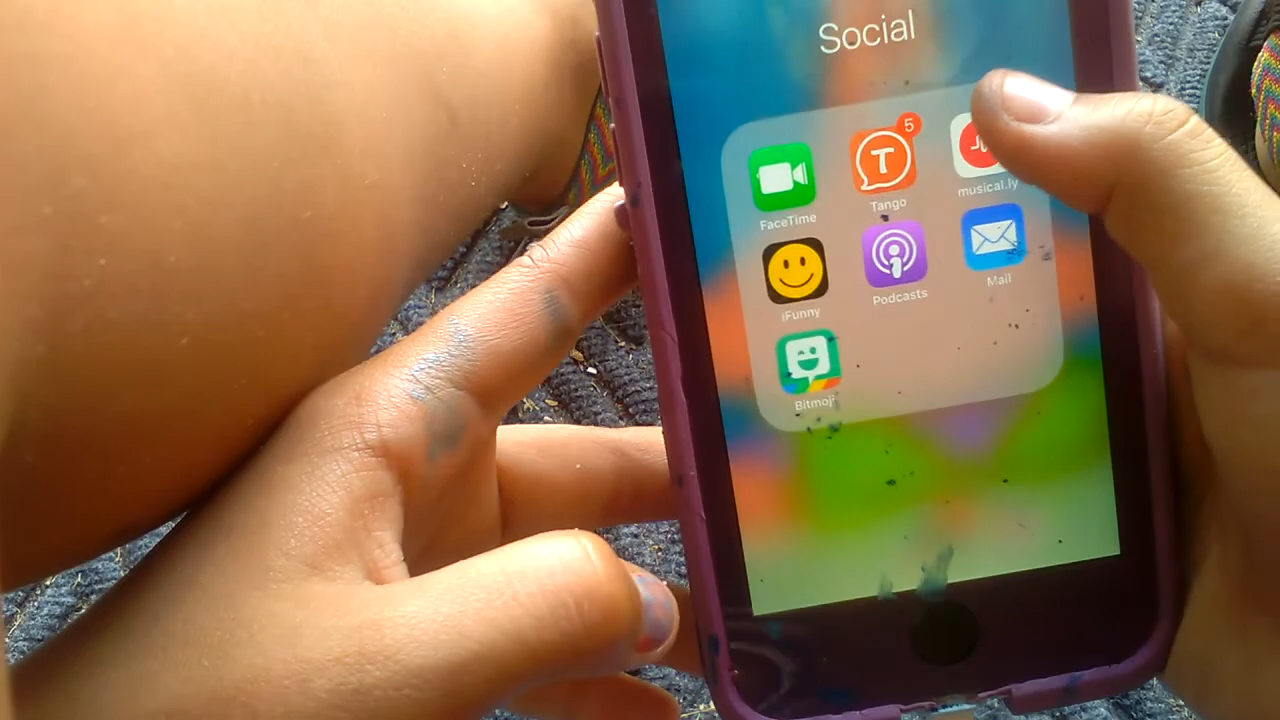 Social
5
T
FaceTime
Tango
musical.ly
iFunny
Podcasts
Mail
Bitmoji